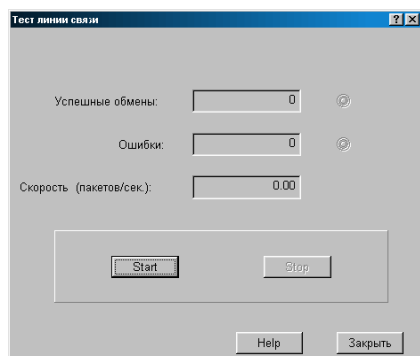 Тест линии связи
Успешные обмены: 0
Ошибки: 0
Скорость (пакетов/сек.): 0.00
Start Stop
Help Закрыть